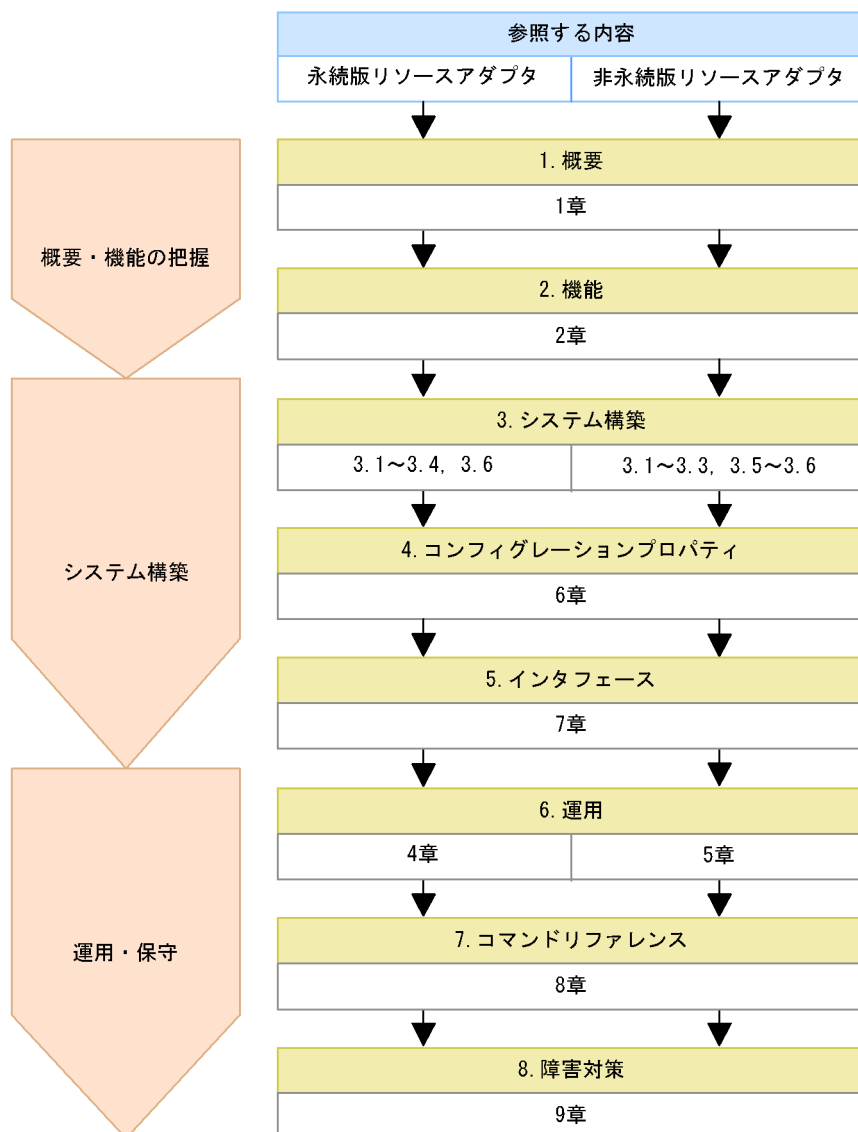 参照する内容
永続版リソースアダプタ
非永続版リソースアダプタ
概要・機能の把握
1. 概要
1章
2. 機能
2章
システム構築
3. システム構築
3.1～3.4, 3.6
3.1～3.3, 3.5～3.6
4. コンフィグレーションプロパティ
6章
5. インタフェース
7章
運用・保守
6. 運用
4章
5章
7. コマンドリファレンス
8章
8. 障害対策
9章